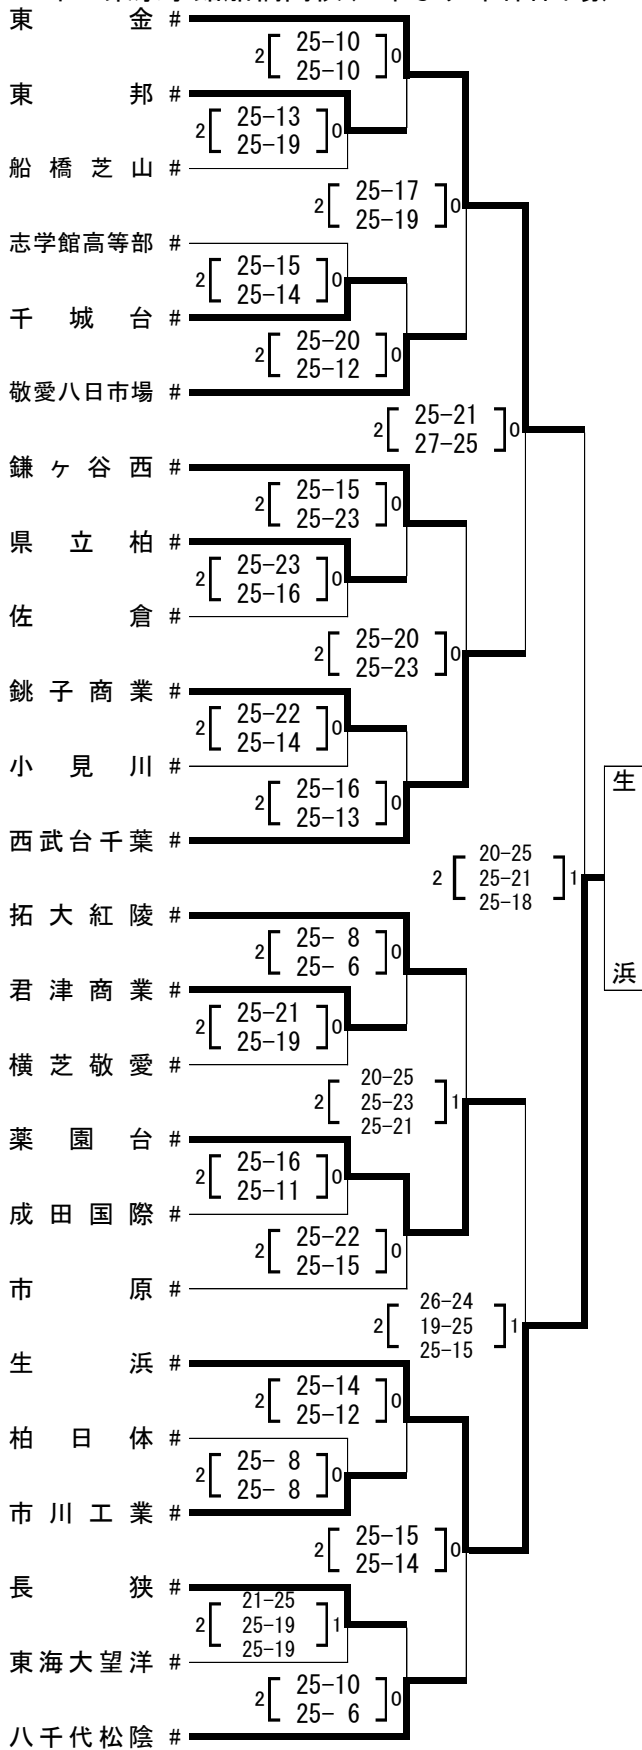 東金 #
2 [25-10 25-10] 0
東邦 #
2 [25-13 25-19] 0
船橋芝山 #
2 [25-17 25-19] 0
志学館高等部 #
2 [25-15 25-14] 0
千城台 #
2 [25-20 25-12] 0
敬愛八日市場 #
2 [25-21 27-25] 0
鎌ヶ谷西 #
2 [25-15 25-23] 0
県立柏 #
2 [25-23 25-16] 0
佐倉 #
2 [25-20 25-23] 0
銚子商業 #
2 [25-22 25-14] 0
小見川 #
2 [25-16 25-13] 0
西武台千葉 #
2 [20-25 25-21 25-18] 1
生浜
拓大紅陵 #
2 [25- 8 25- 6] 0
君津商業 #
2 [25-21 25-19] 0
横芝敬愛 #
2 [20-25 25-23 25-21] 1
薬園台 #
2 [25-16 25-11] 0
成田国際 #
2 [25-22 25-15] 0
市原 #
2 [26-24 19-25 25-15] 1
生浜 #
2 [25-14 25-12] 0
柏日体 #
2 [25- 8 25- 8] 0
市川工業 #
2 [25-15 25-14] 0
長狭 #
2 [21-25 25-19 25-19] 1
東海大望洋 #
2 [25-10 25- 6] 0
八千代松陰 #